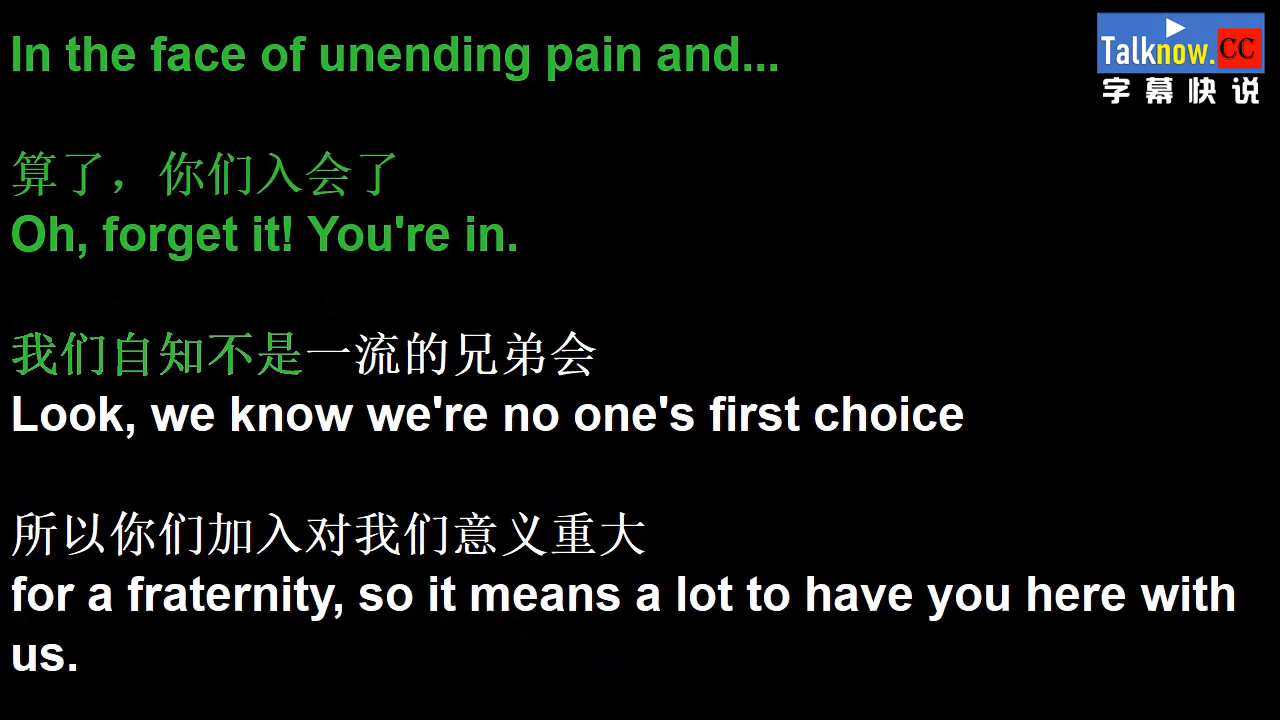 In the face of unending pain and...
Talknow.CC
字幕快说
算了，你们入会了
Oh, forget it! You're in.
我们自知不是一流的兄弟会
Look, we know we're no one's first choice
所以你们加入对我们意义重大
for a fraternity, so it means a lot to have you here with
us.